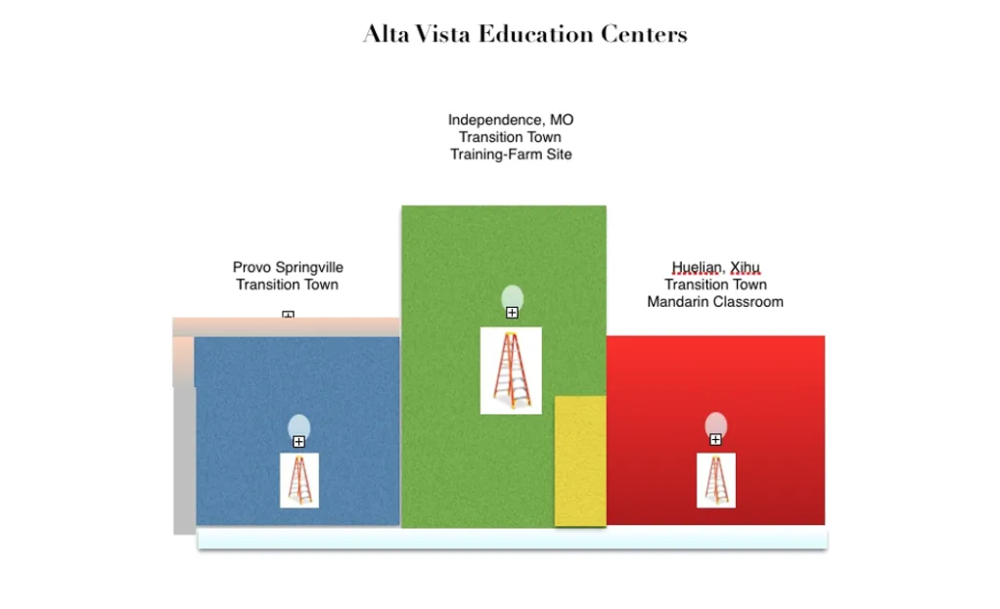 Alta Vista Education Centers
Independence, MO
Transition Town
Training-Farm Site
Provo Springville
Transition Town
Huelian, Xihu
Transition Town
Mandarin Classroom